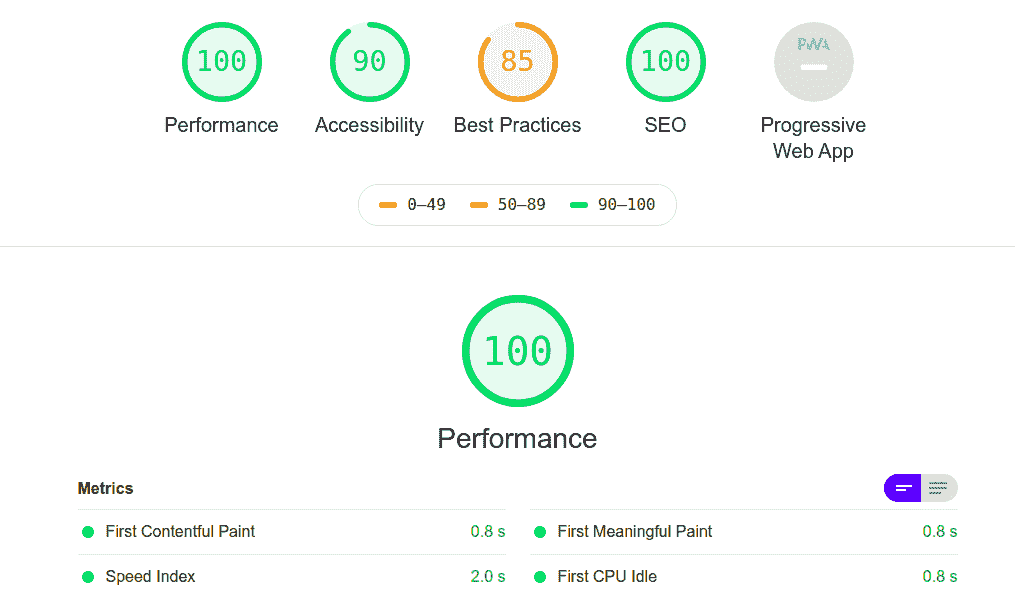 100 90 85 100 PWA
Performance Accessibility Best Practices SEO Progressive
Web App
0–49 50–89 90–100
100
Performance
Metrics
First Contentful Paint 0.8 s First Meaningful Paint 0.8 s
Speed Index 2.0 s First CPU Idle 0.8 s